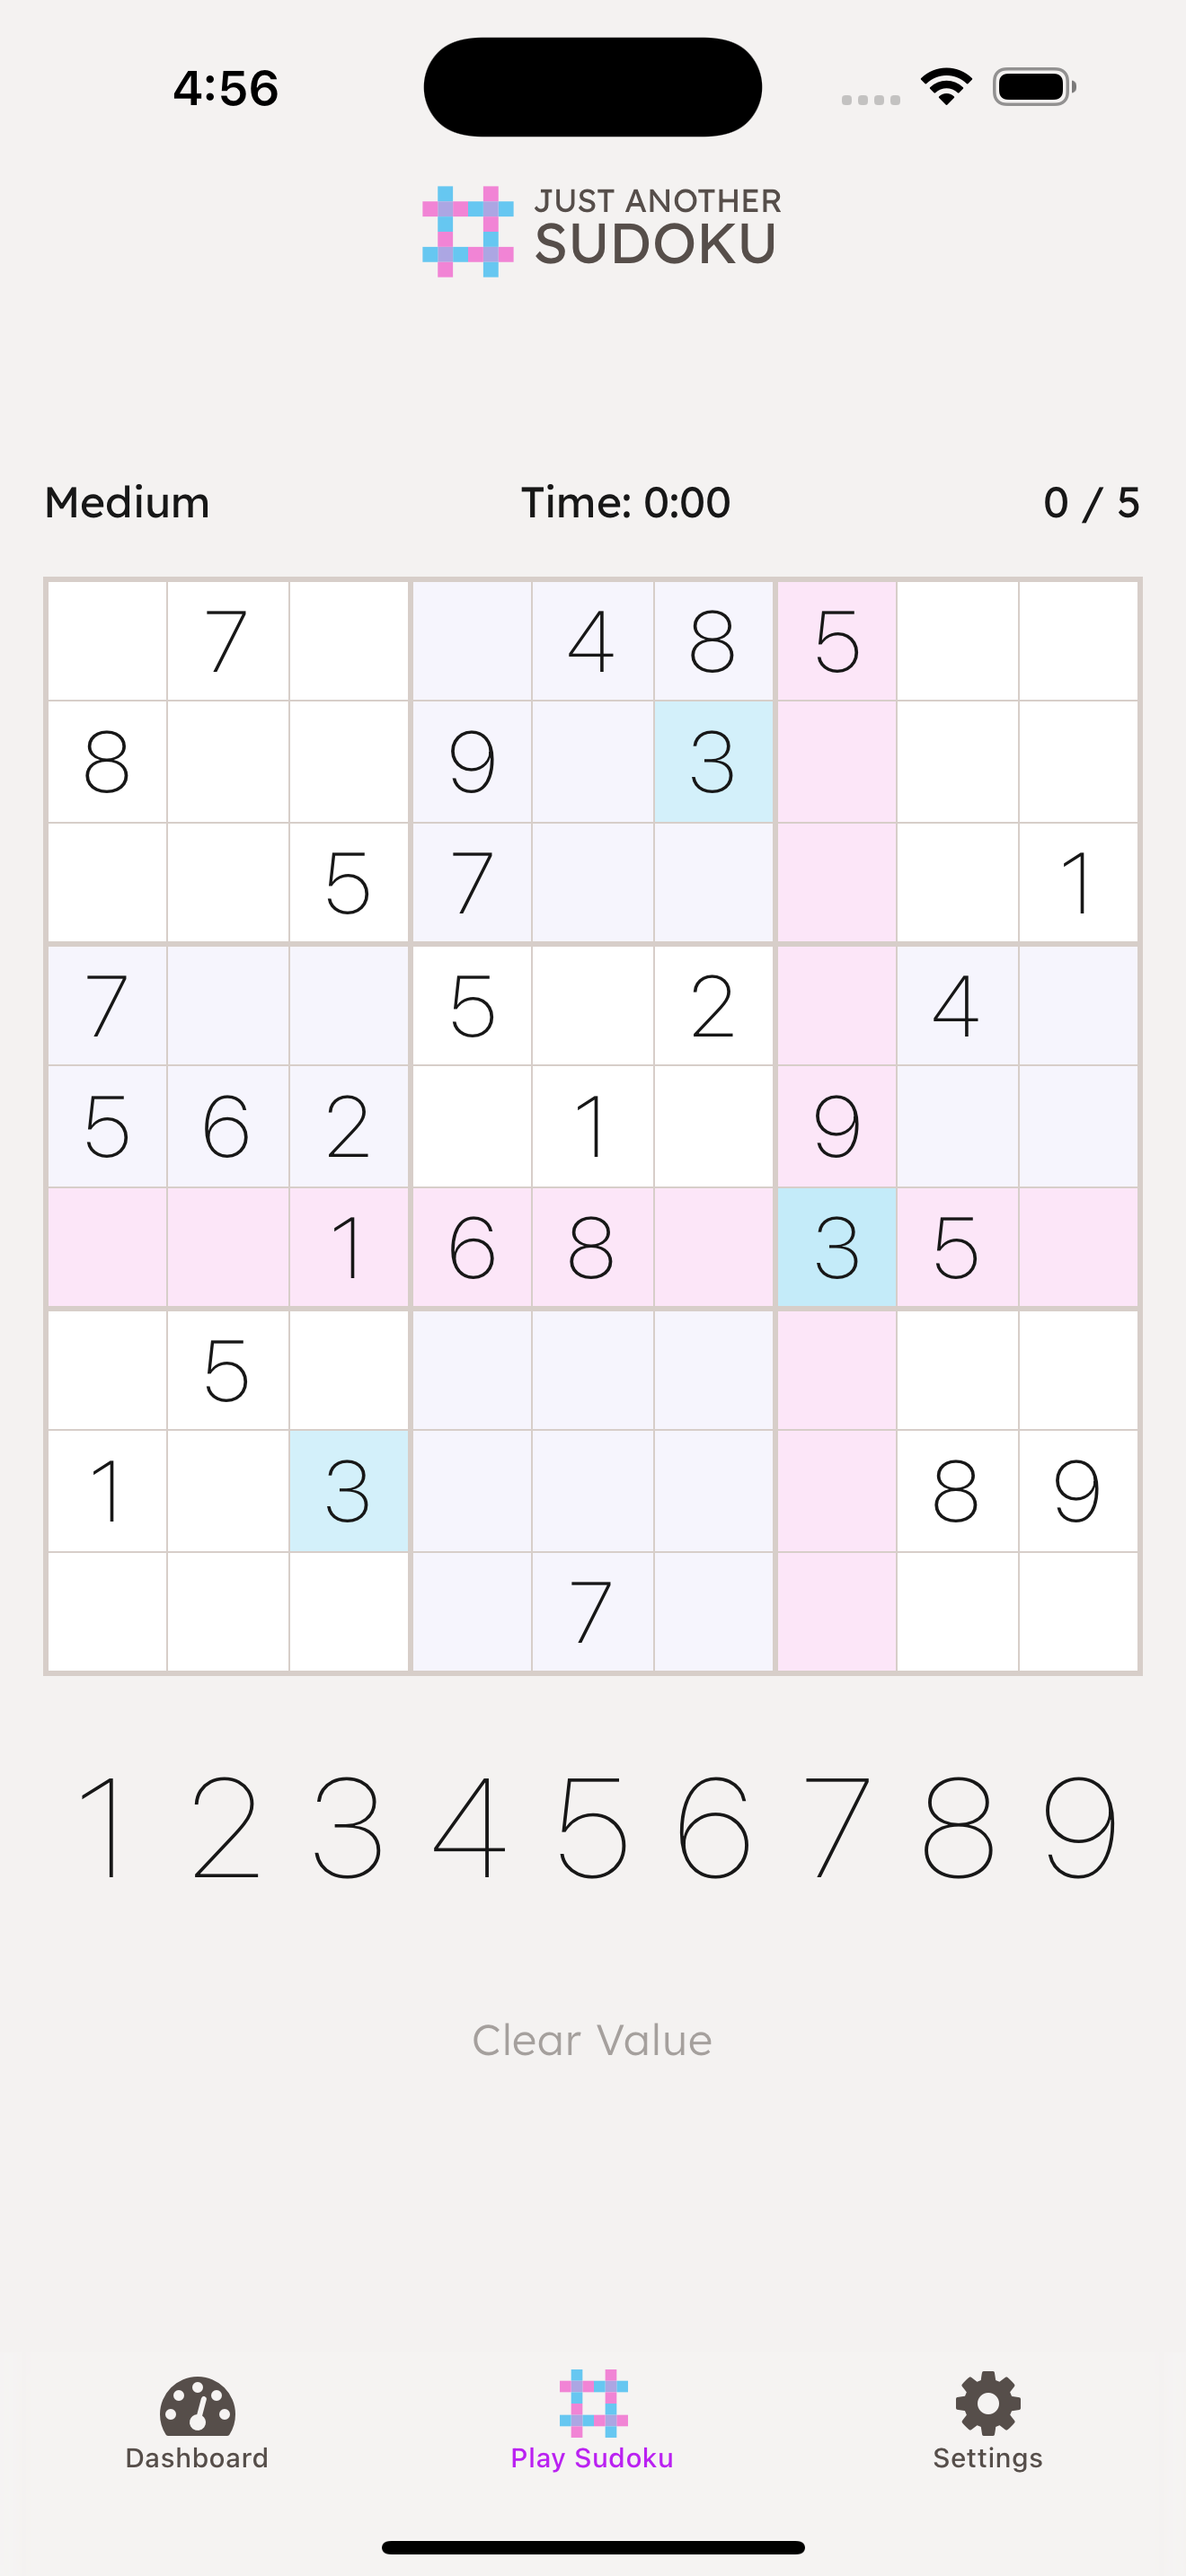 4:56
JUST ANOTHER
SUDOKU
Medium Time: 0:00 0 / 5
7 4 8 5
8 9 3
5 7 1
7 5 2 4
5 6 2 1 9
1 6 8 3 5
5
1 3 8 9
7
1 2 3 4 5 6 7 8 9
Clear Value
Dashboard Play Sudoku Settings